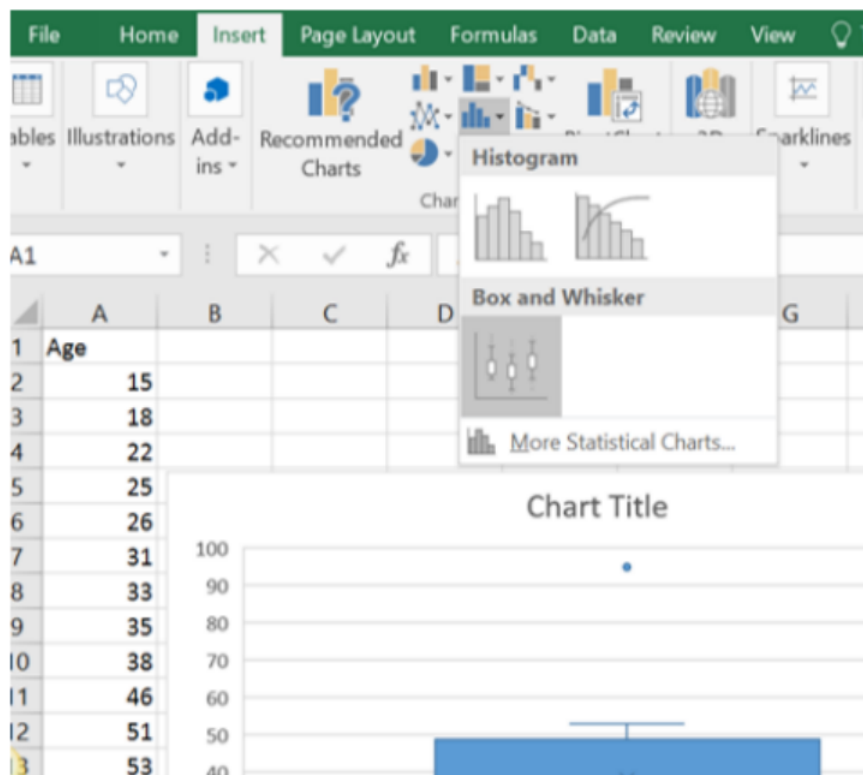 File Home Insert Page Layout Formulas Data Review View
ables Illustrations Add-ins Recommended Charts Sparklines
Char
Histogram
Box and Whisker
More Statistical Charts...
A1 fx
A B C D G
1 Age
2 15
3 18
4 22
5 25
6 26
7 31
8 33
9 35
10 38
11 46
12 51
13 53
Chart Title
100
90
80
70
60
50
40